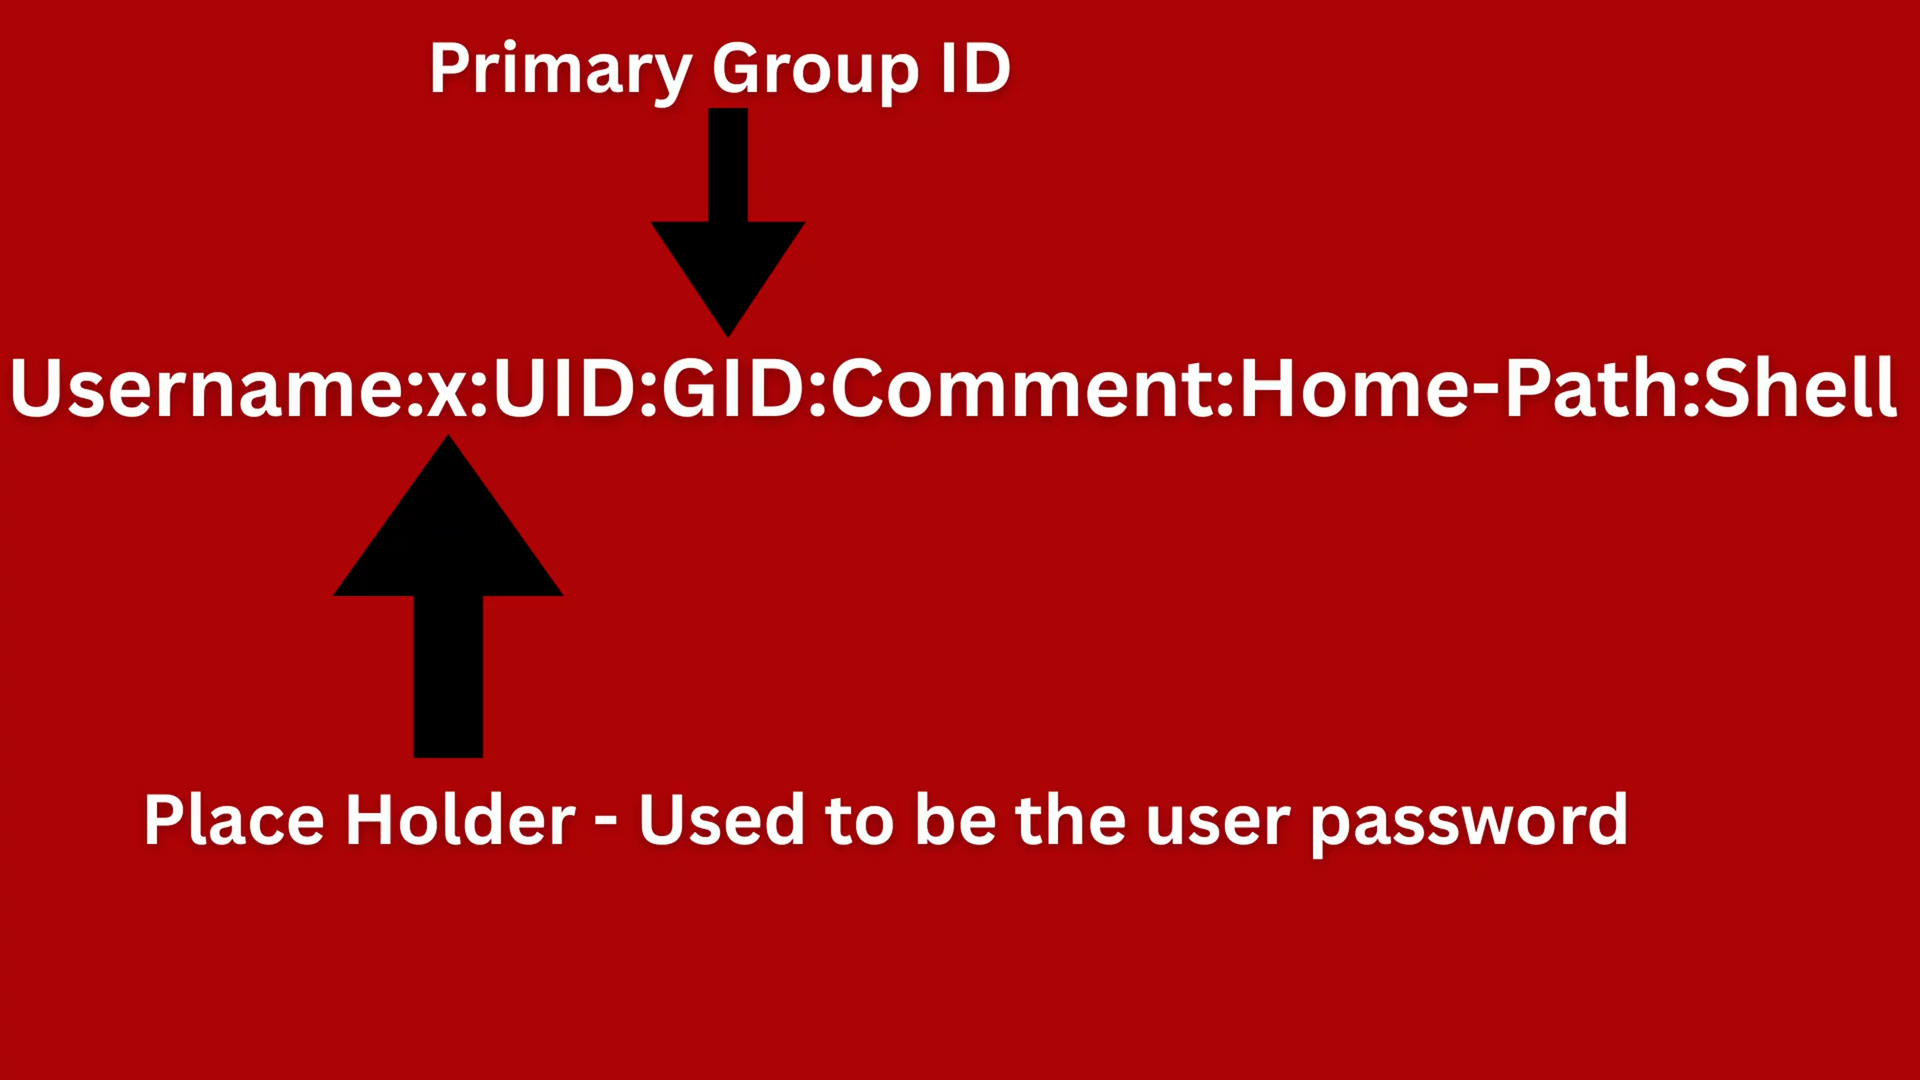 Primary Group ID
Username:x:UID:GID:Comment:Home-Path:Shell
Place Holder - Used to be the user password